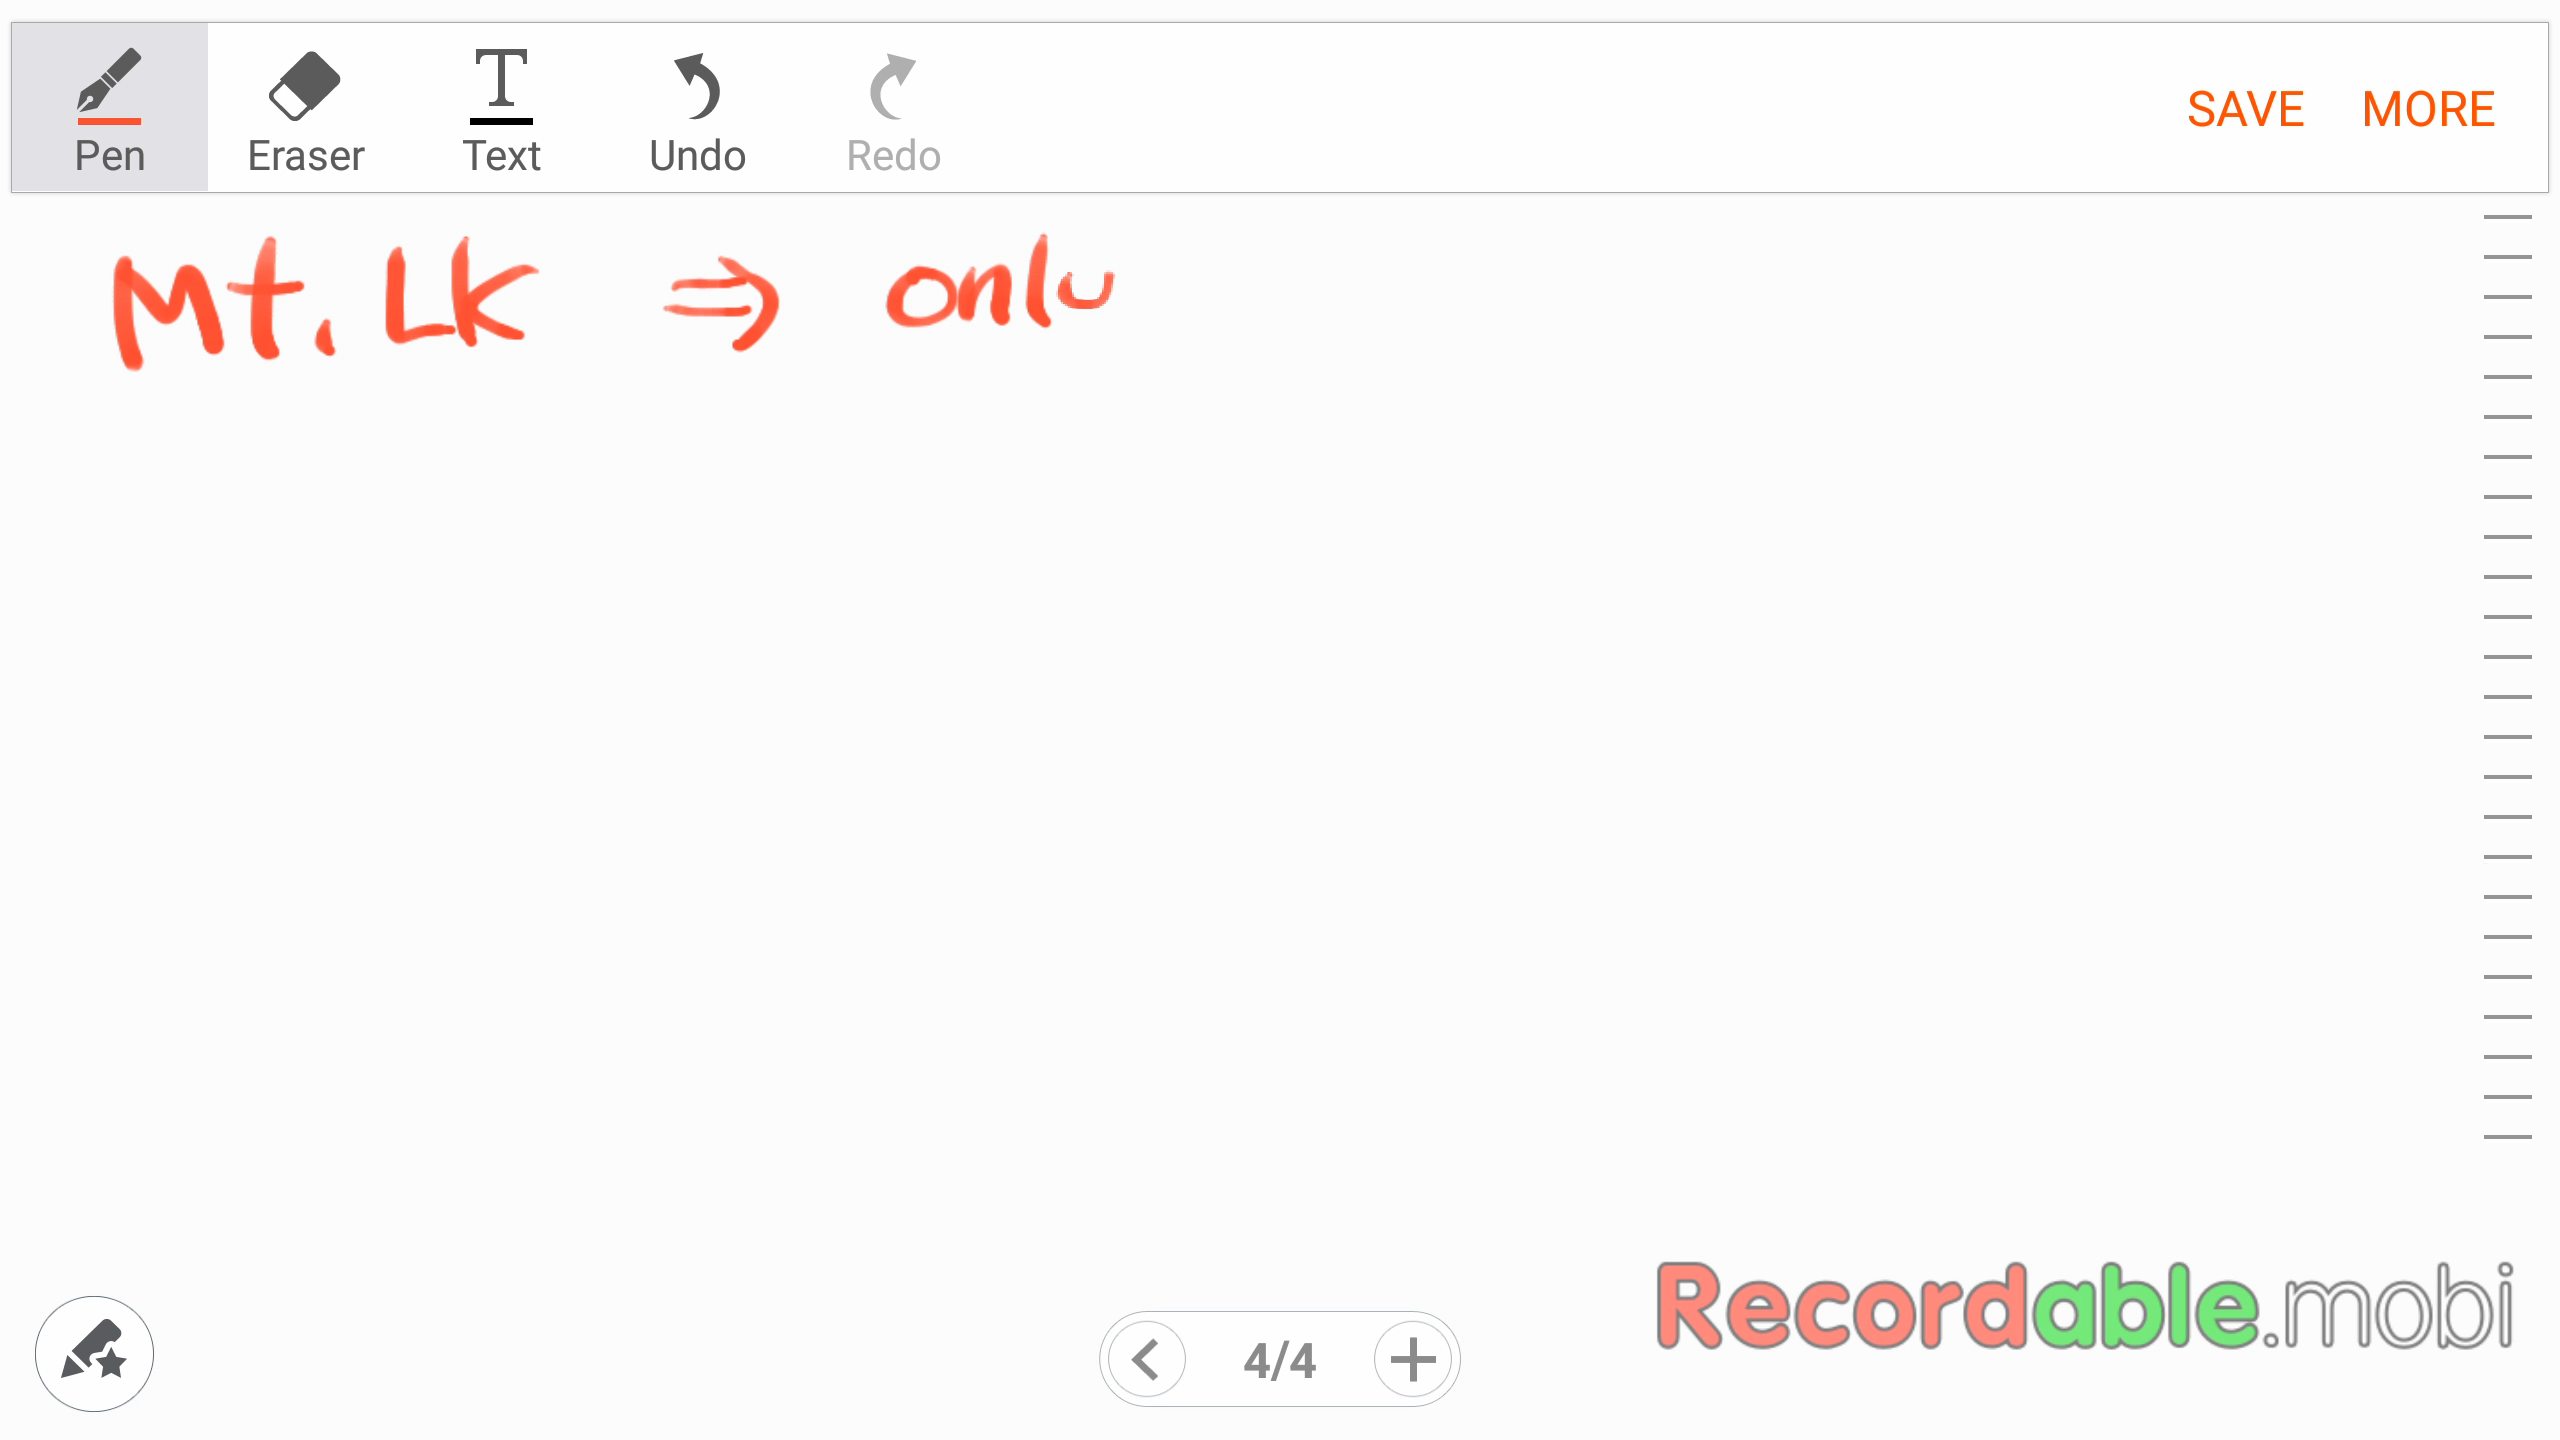 Pen Eraser Text Undo Redo SAVE MORE
Mt. Lk ⇒ onlu
4/4
Recordable.mobi